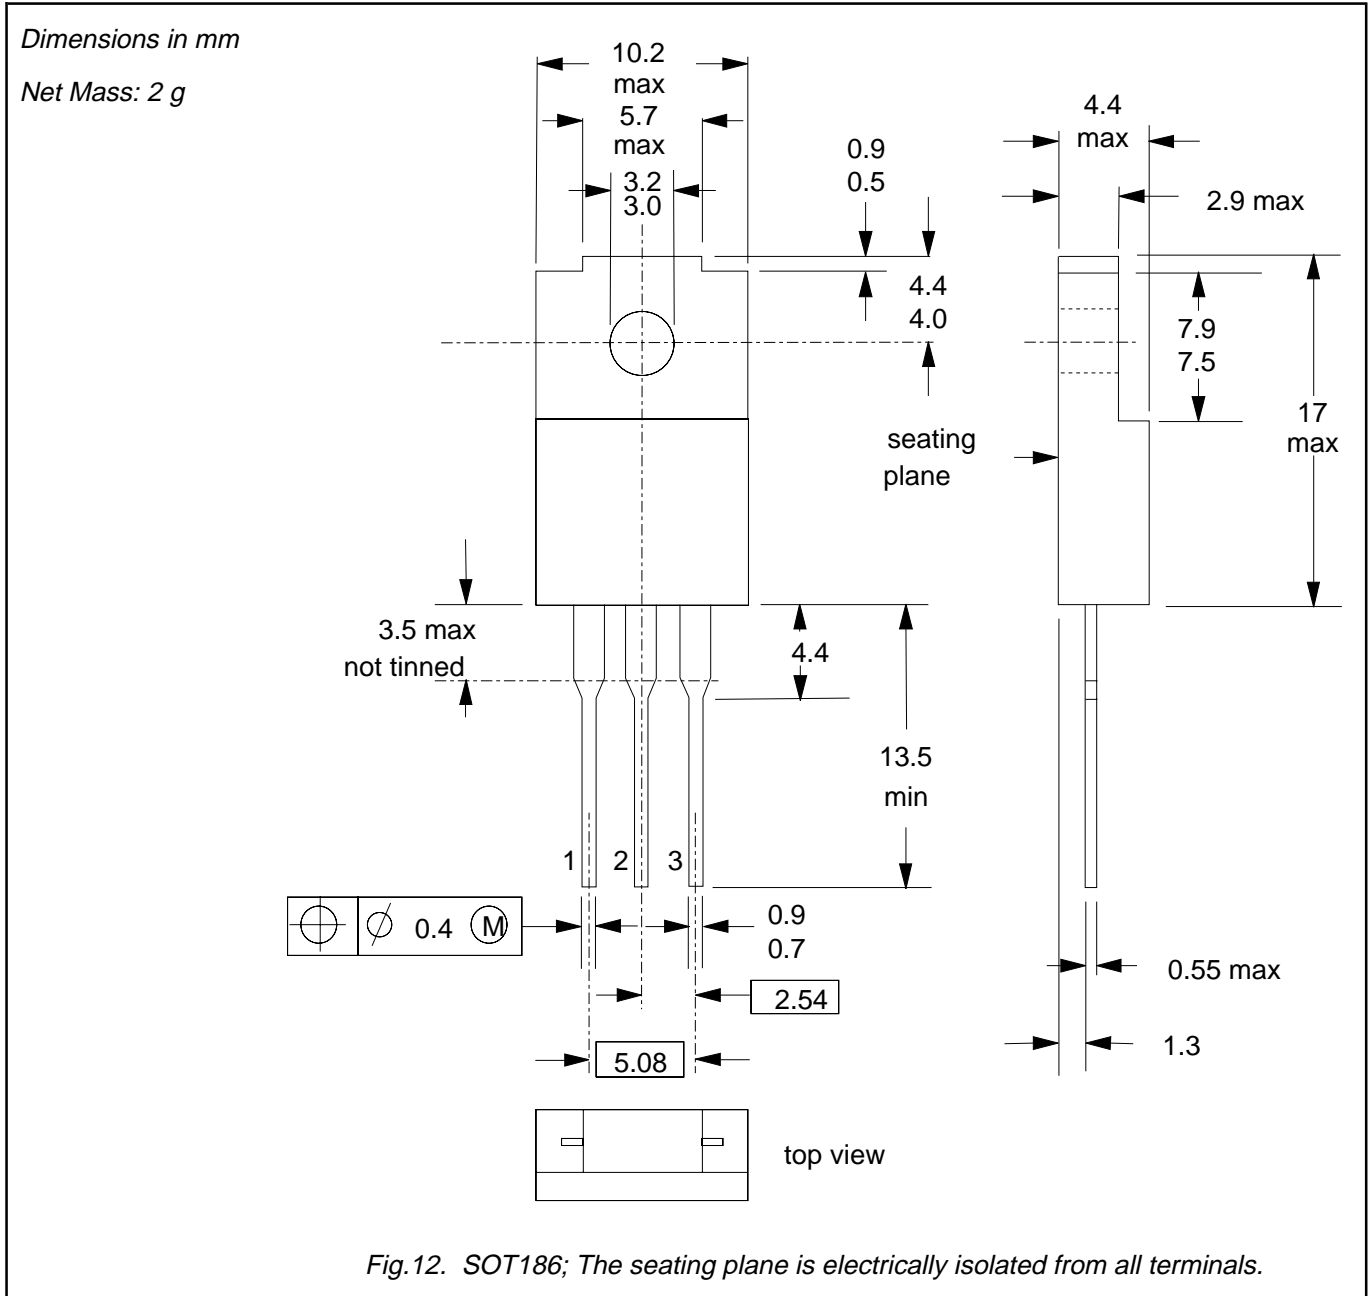 Dimensions in mm
Net Mass: 2 g
10.2
max
5.7
max
3.2
3.0
0.9
0.5
4.4
4.0
4.4
max
2.9 max
7.9
7.5
17
max
seating
plane
3.5 max
not tinned
4.4
13.5
min
1 2 3
0.4 M
0.9
0.7
2.54
5.08
0.55 max
1.3
top view
Fig.12. SOT186; The seating plane is electrically isolated from all terminals.